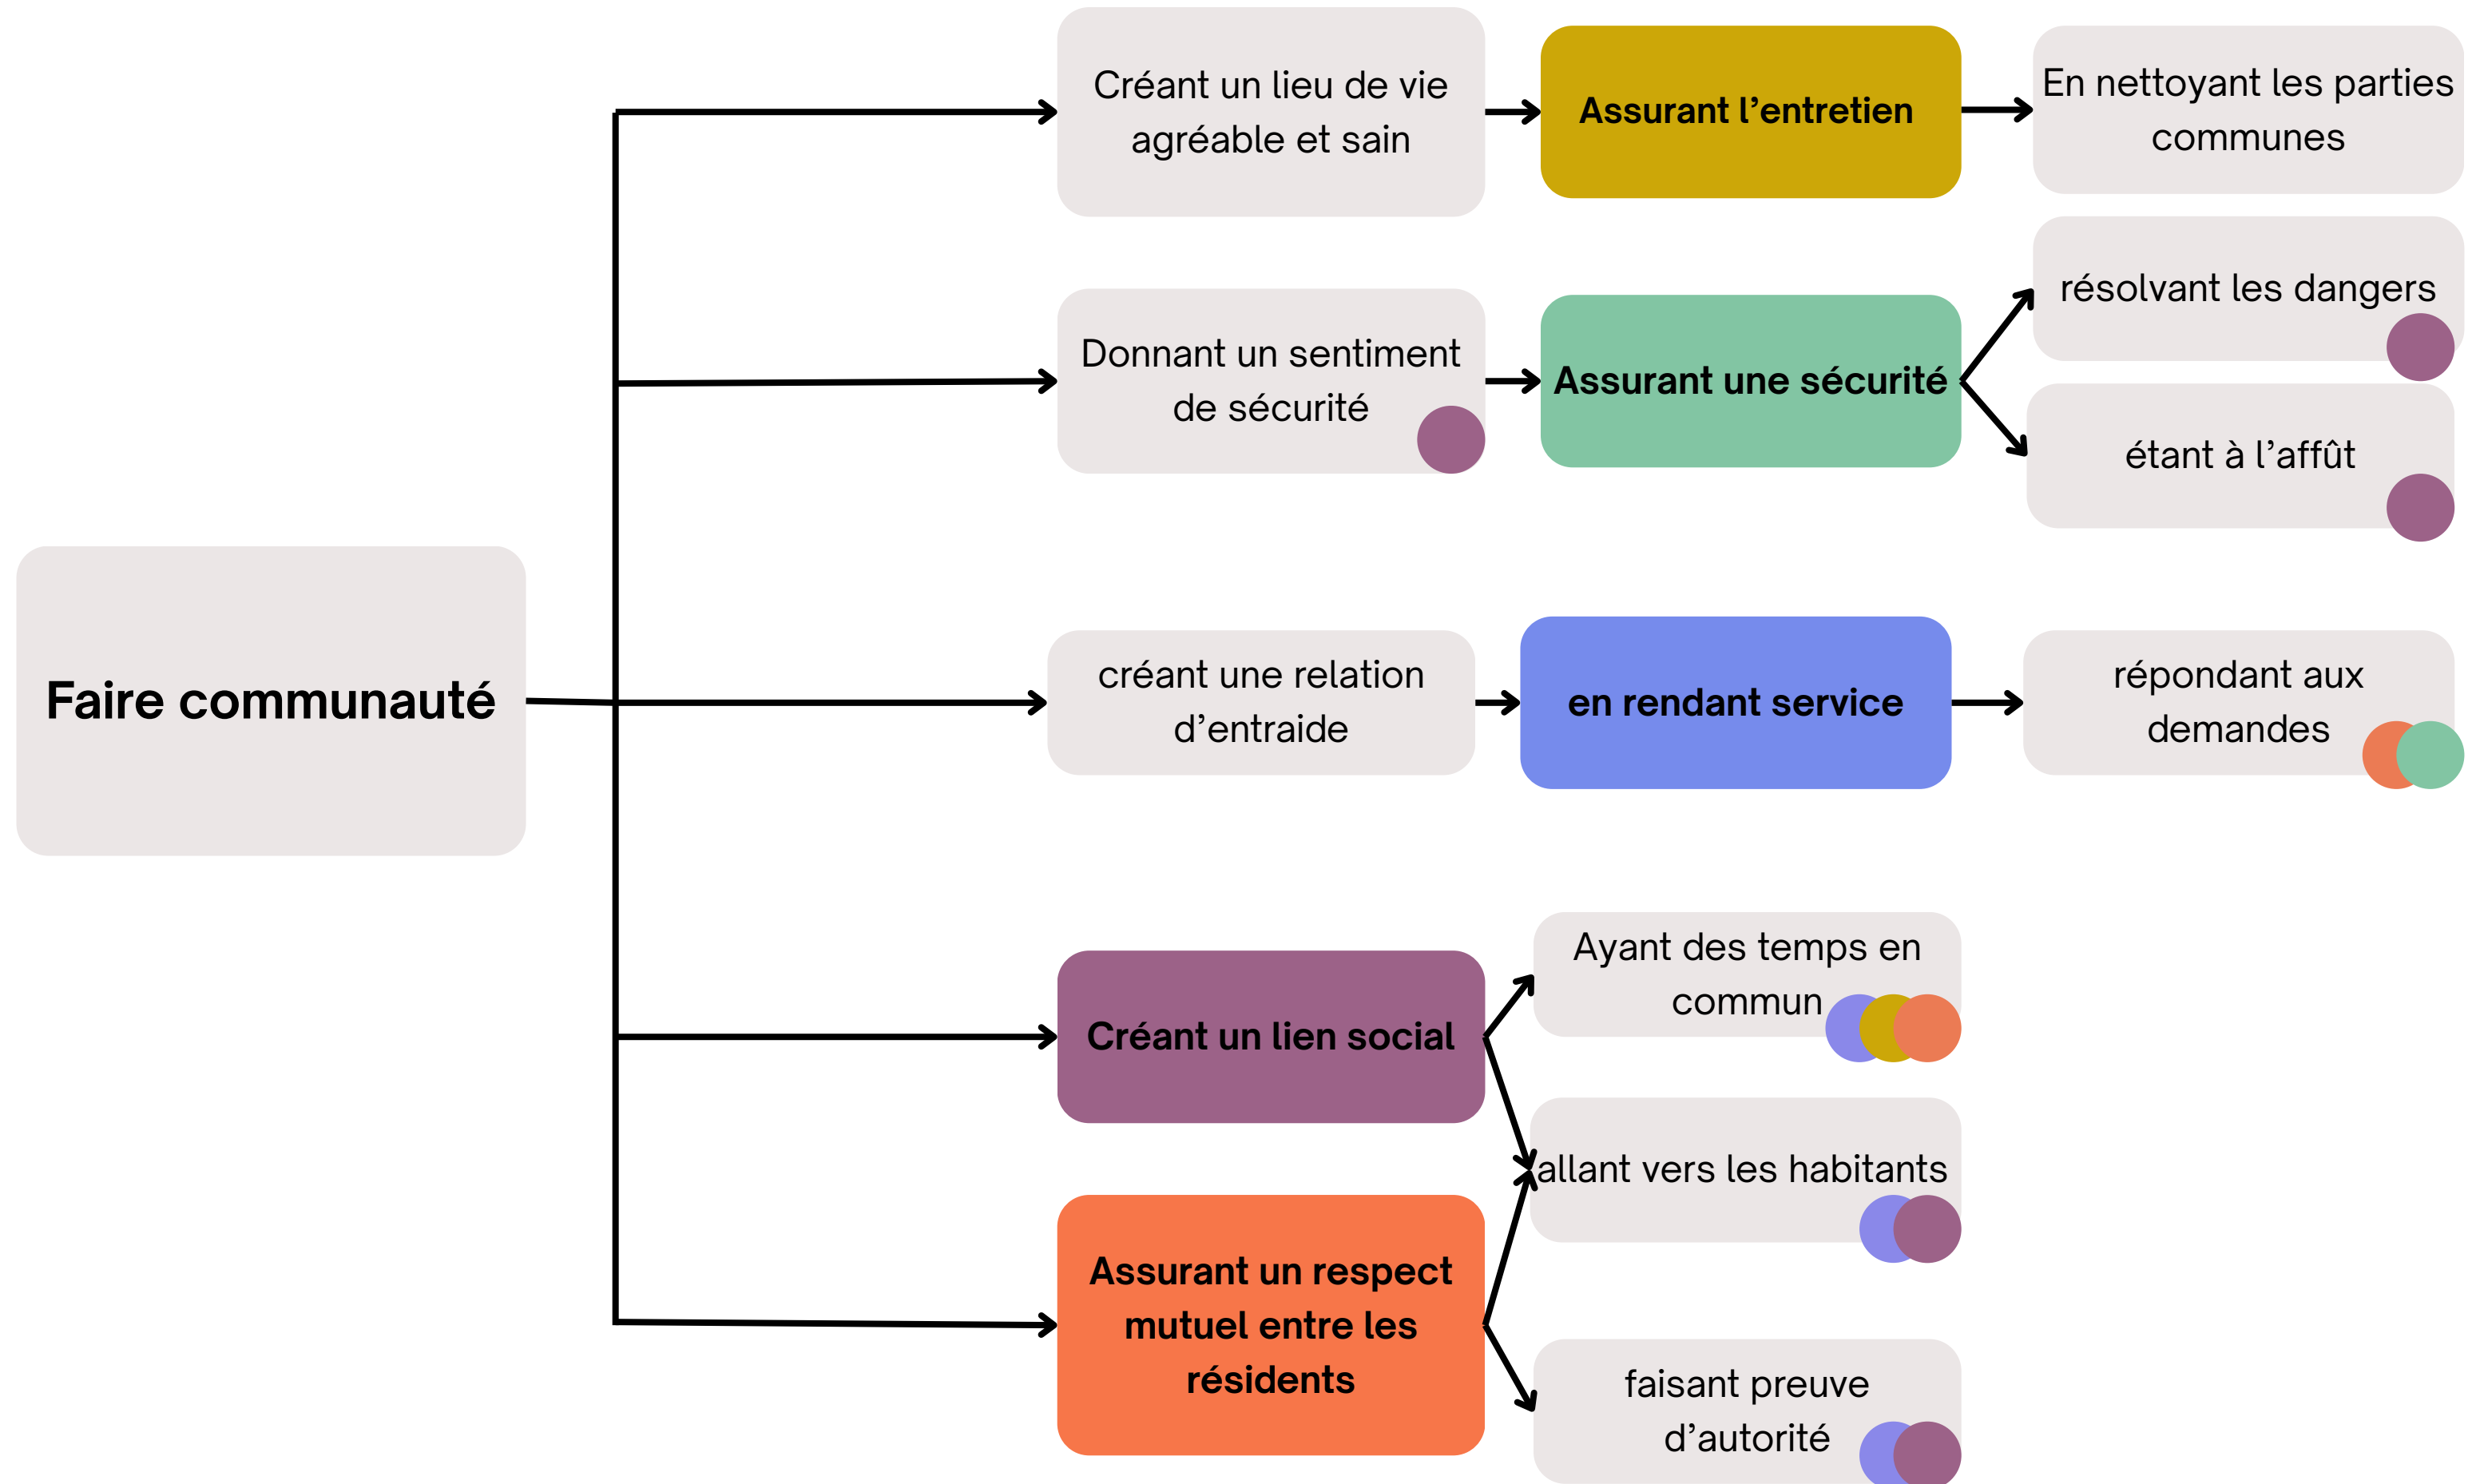 Faire communauté
Créant un lieu de vie
agréable et sain
Assurant l’entretien
En nettoyant les parties
communes
Donnant un sentiment
de sécurité
Assurant une sécurité
résolvant les dangers
étant à l’affût
créant une relation
d’entraide
en rendant service
répondant aux
demandes
Créant un lien social
Ayant des temps en
commun
allant vers les habitants
Assurant un respect
mutuel entre les
résidents
faisant preuve
d’autorité